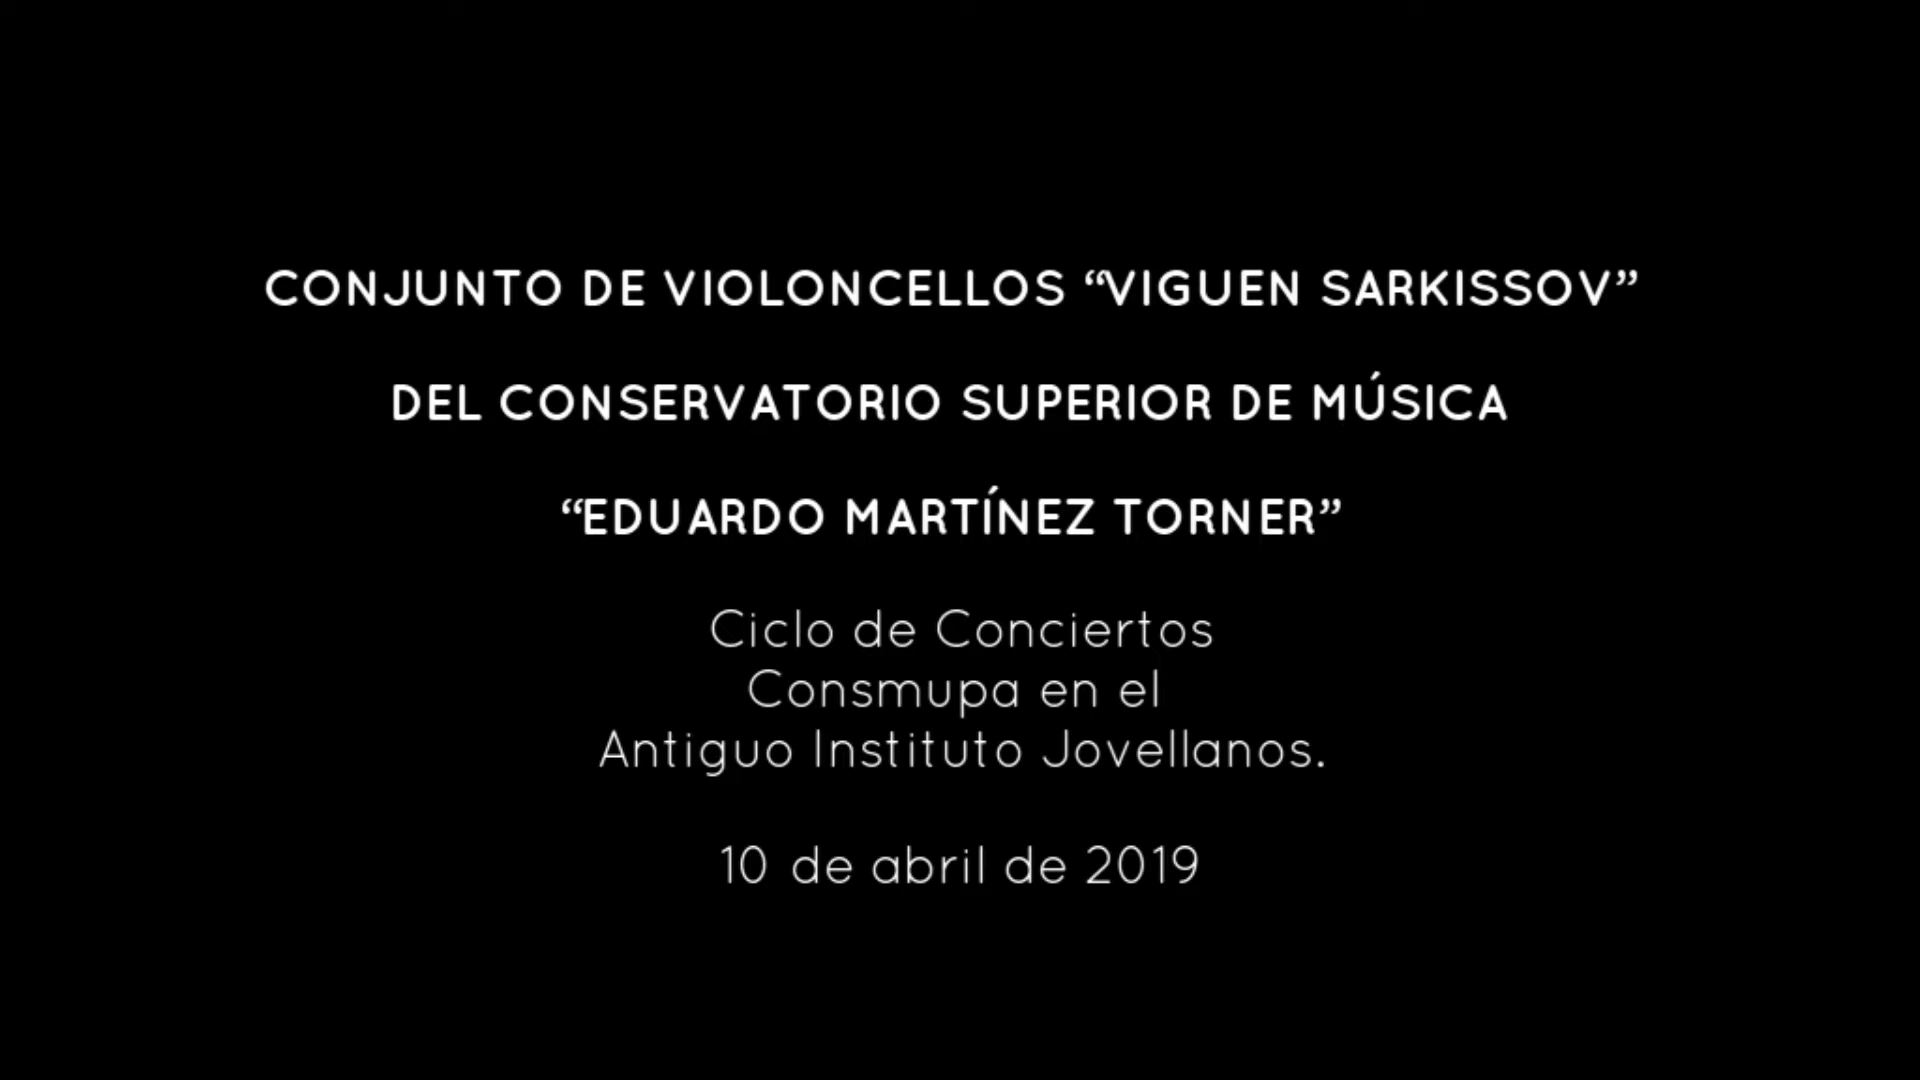 CONJUNTO DE VIOLONCELLOS “VIGUEN SARKISSOV”
DEL CONSERVATORIO SUPERIOR DE MÚSICA
“EDUARDO MARTÍNEZ TORNER”
Ciclo de Conciertos
Consmupa en el
Antiguo Instituto Jovellanos.
10 de abril de 2019